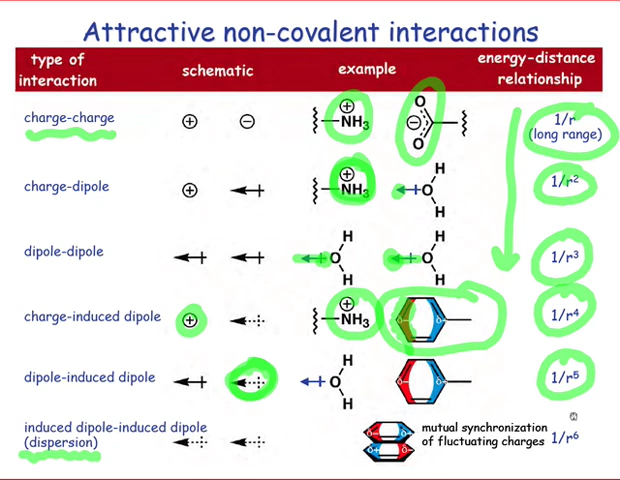 Attractive non-covalent interactions
type of interaction schematic example energy-distance relationship
charge-charge ⊕ ⊖ ⊕ NH₃ O ⊖ O 1/r
(long range)
charge-dipole ⊕ ⊕ NH₃ H O H 1/r²
dipole-dipole H O H H O H 1/r³
charge-induced dipole ⊕ ⊕ NH₃ δ- δ+ 1/r⁴
dipole-induced dipole H O H δ- δ+ 1/r⁵
induced dipole-induced dipole
(dispersion) δ- δ+ δ+ δ- mutual synchronization
of fluctuating charges 1/r⁶